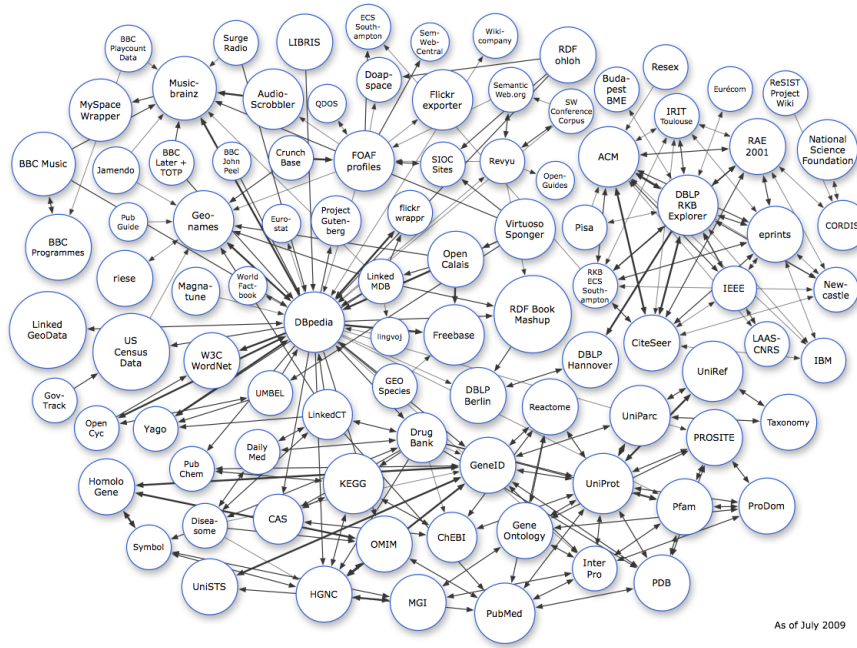 BBC
Playcount
Data
Surge
Radio
LIBRIS
ECS
South-
ampton
Sem-
Web-
Central
Wiki-
company
RDF
ohloh
Music-
brainz
Doap-
space
Resex
MySpace
Wrapper
Audio-
Scrobbler
QDOS
Flickr
exporter
Semantic
Web.org
SW
Conference
Corpus
Buda-
pest
BME
IRIT
Toulouse
Eurécom
ReSIST
Project
Wiki
BBC Music
Jamendo
BBC
Later +
TOTP
BBC
John
Peel
Crunch
Base
FOAF
profiles
SIOC
Sites
Revyu
Open-
Guides
ACM
RAE
2001
National
Science
Foundation
DBLP
RKB
Explorer
Pub
Guide
Geo-
names
Euro-
stat
Project
Guten-
berg
flickr
wrappr
Virtuoso
Sponger
Pisa
eprints
CORDIS
BBC
Programmes
riese
Magna-
tune
World
Fact-
book
Linked
MDB
Open
Calais
RKB
ECS
South-
ampton
IEEE
New-
castle
Linked
GeoData
US
Census
Data
W3C
WordNet
DBpedia
lingvoj
Freebase
RDF Book
Mashup
CiteSeer
LAAS-
CNRS
IBM
DBLP
Hannover
Gov-
Track
Open
Cyc
Yago
UMBEL
GEO
Species
DBLP
Berlin
UniRef
LinkedCT
Reactome
UniParc
Taxonomy
Drug
Bank
PROSITE
Daily
Med
Pub
Chem
Homolo
Gene
KEGG
GeneID
UniProt
Pfam
ProDom
Symbol
Disea-
some
CAS
OMIM
ChEBI
Gene
Ontology
Inter
Pro
PDB
UniSTS
HGNC
MGI
PubMed
As of July 2009